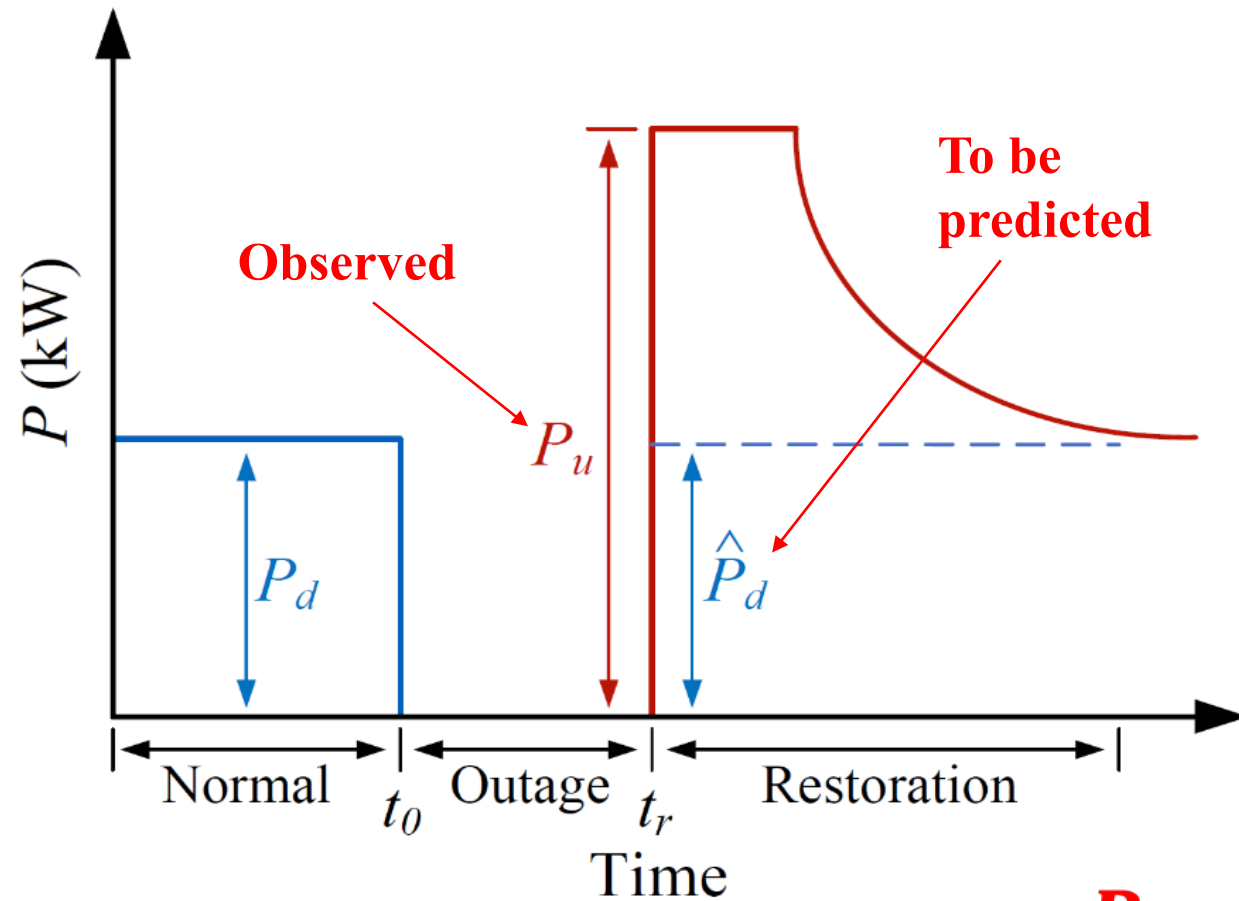 To be
predicted
Observed
P (kW)
P_u
P_d
P̂_d
Normal
Outage
Restoration
t_0
t_r
Time